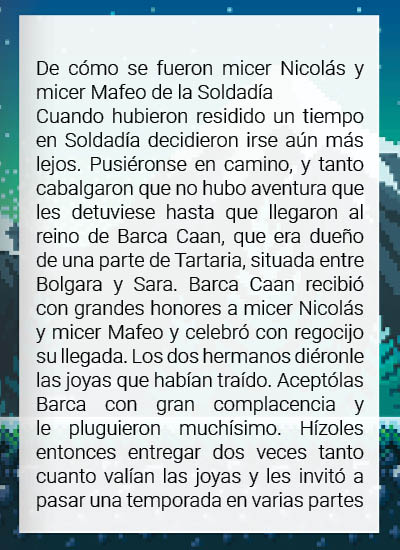 De cómo se fueron micer Nicolás y
micer Mafeo de la Soldadía
Cuando hubieron residido un tiempo
en Soldadía decidieron irse aún más
lejos. Pusiéronse en camino, y tanto
cabalgaron que no hubo aventura que
les detuviese hasta que llegaron al
reino de Barca Caan, que era dueño
de una parte de Tartaria, situada entre
Bolgara y Sara. Barca Caan recibió
con grandes honores a micer Nicolás
y micer Mafeo y celebró con regocijo
su llegada. Los dos hermanos diéronle
las joyas que habían traído. Aceptólas
Barca con gran complacencia y
le pluguieron muchísimo. Hízoles
entonces entregar dos veces tanto
cuanto valían las joyas y les invitó a
pasar una temporada en varias partes